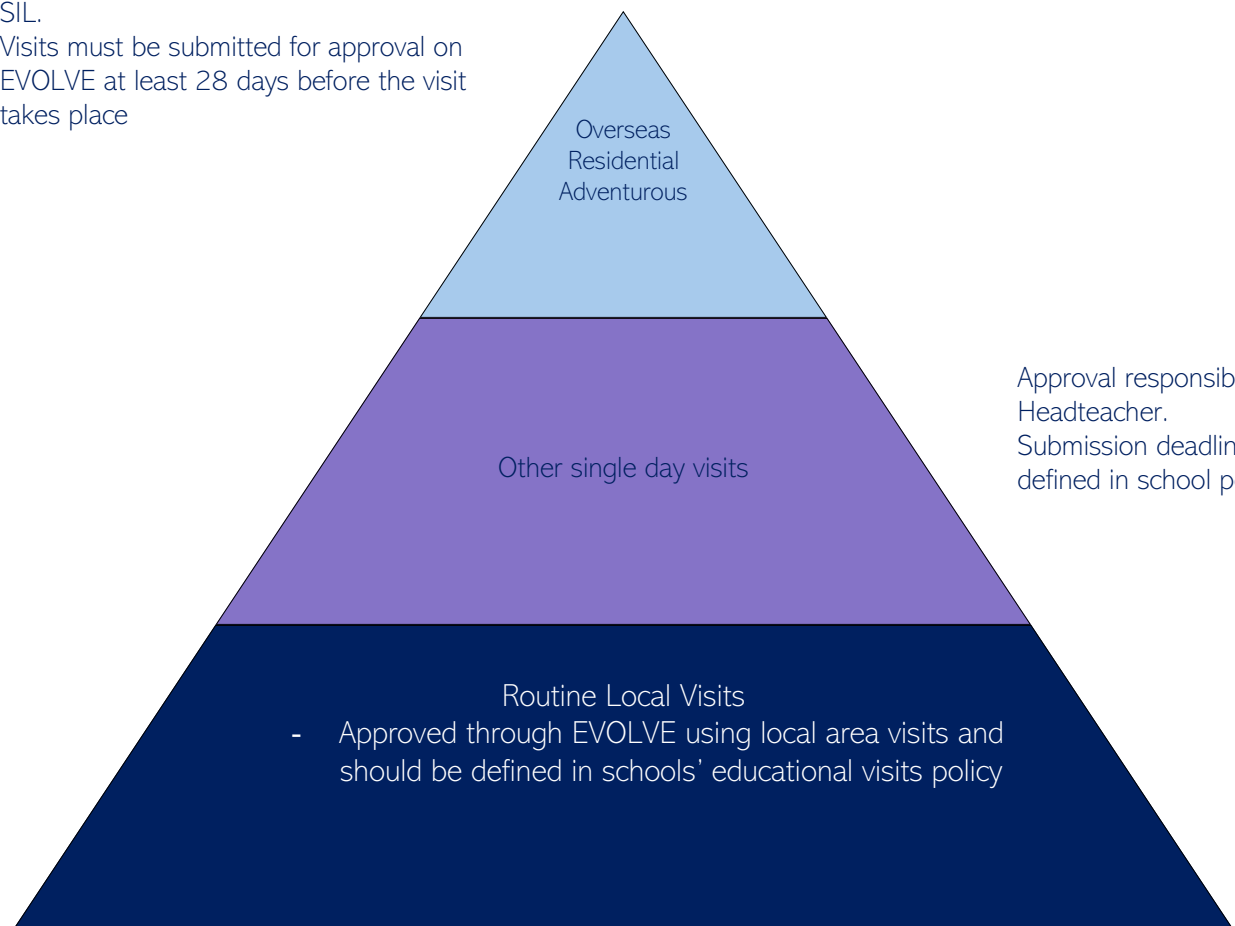 SIL.
Visits must be submitted for approval on
EVOLVE at least 28 days before the visit
takes place
Overseas
Residential
Adventurous
Approval
Headteacher.
Submission
defined in school
Other single day visits
Routine Local Visits
- Approved through EVOLVE using local area visits and
should be defined in schools’ educational visits policy